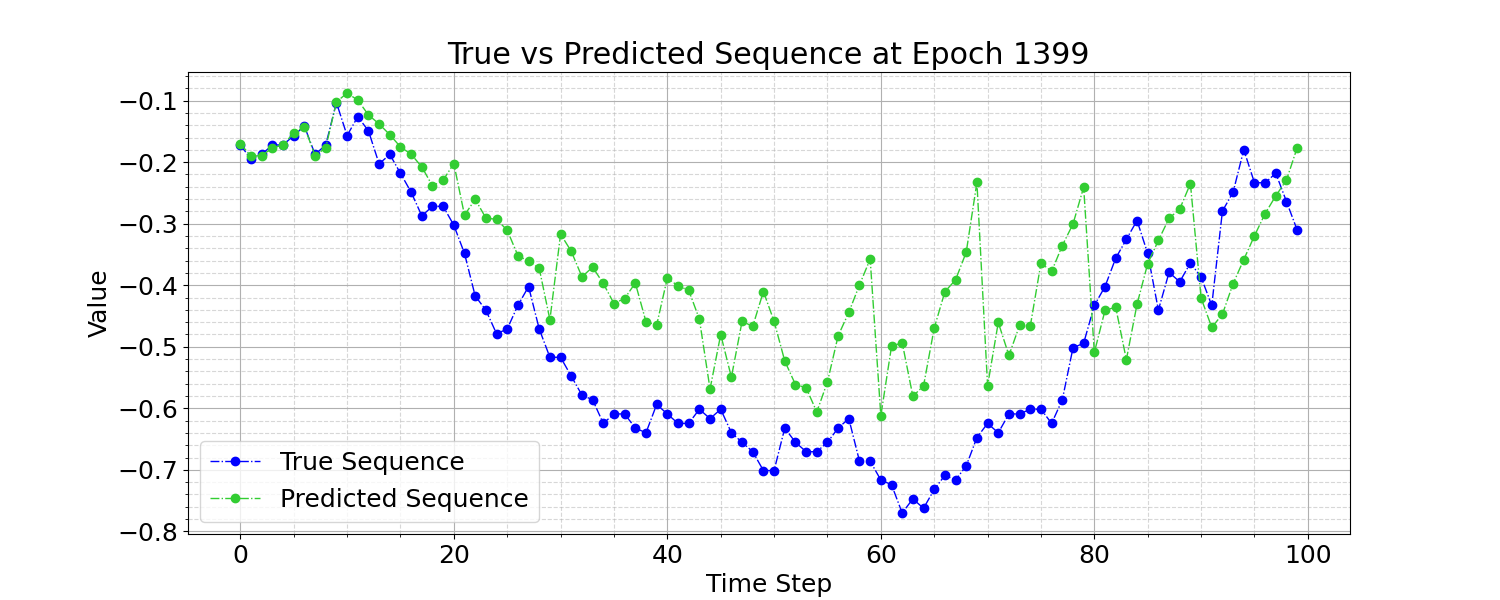 True vs Predicted Sequence at Epoch 1399
−0.1
−0.2
−0.3
−0.4
−0.5
−0.6
−0.7
−0.8
Value
True Sequence
Predicted Sequence
0 20 40 60 80 100
Time Step